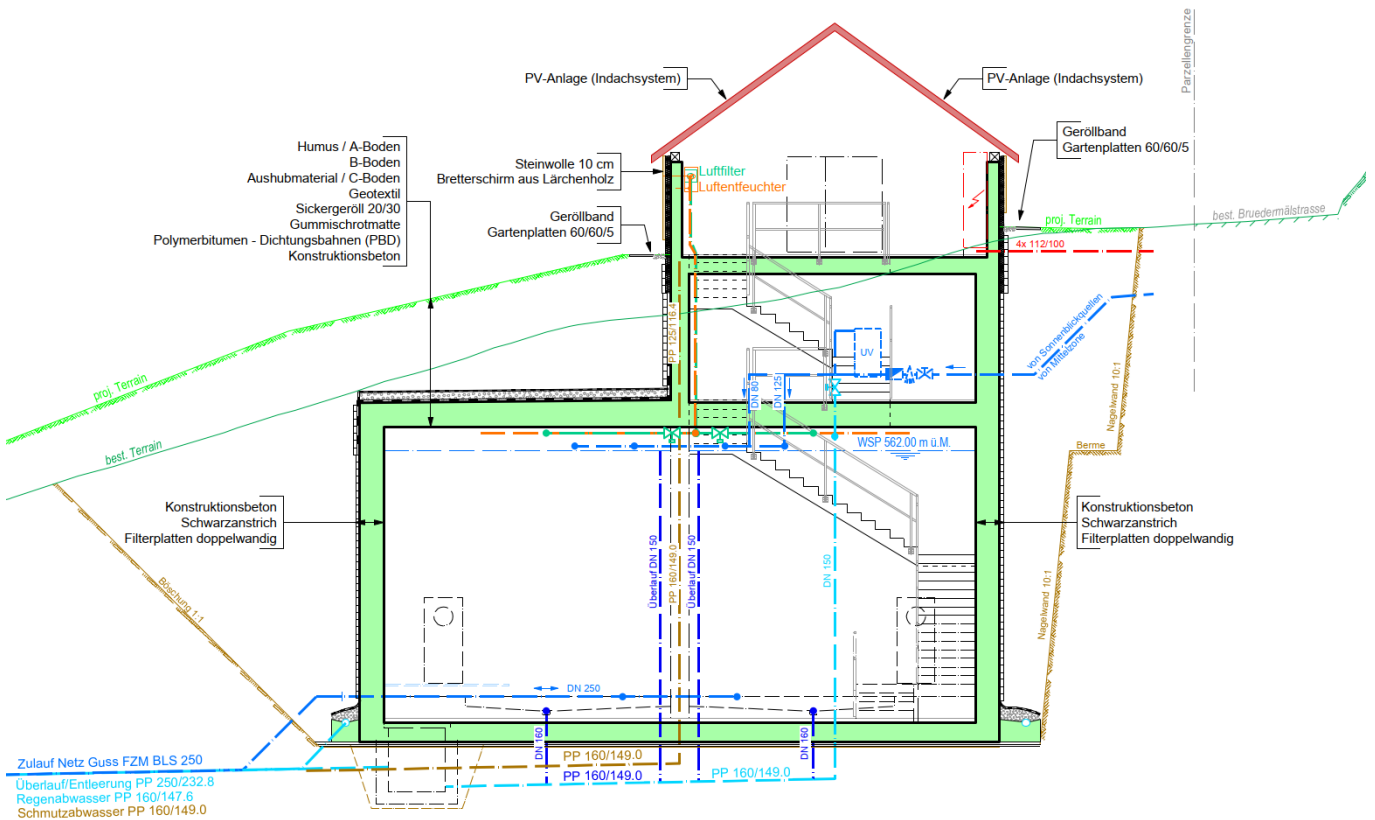 PV-Anlage (Indachsystem)
PV-Anlage (Indachsystem)
Parzellengrenze
Humus / A-Boden
B-Boden
Aushubmaterial / C-Boden
Geotextil
Sickergeröll 20/30
Gummischrotmatte
Polymerbitumen - Dichtungsbahnen (PBD)
Konstruktionsbeton
Steinwolle 10 cm
Bretterschirm aus Lärchenholz
Geröllband
Gartenplatten 60/60/5
Luftfilter
Luftentfeuchter
Geröllband
Gartenplatten 60/60/5
proj. Terrain
best. Bruedermälstrasse
4x 112/100
PP 125/116.4
UV
von Sonnenblickquellen
von Mittelzone
DN 80
DN 125
Nagelwand 10:1
proj. Terrain
best. Terrain
WSP 562.00 m ü.M.
Berme
Konstruktionsbeton
Schwarzanstrich
Filterplatten doppelwandig
Konstruktionsbeton
Schwarzanstrich
Filterplatten doppelwandig
Überlauf DN 150
PP 160/149.0
Überlauf DN 150
DN 150
Böschung 1:1
Nagelwand 10:1
DN 250
DN 160
DN 160
PP 160/149.0
PP 160/149.0
PP 160/149.0
Zulauf Netz Guss FZM BLS 250
Überlauf/Entleerung PP 250/232.8
Regenabwasser PP 160/147.6
Schmutzabwasser PP 160/149.0